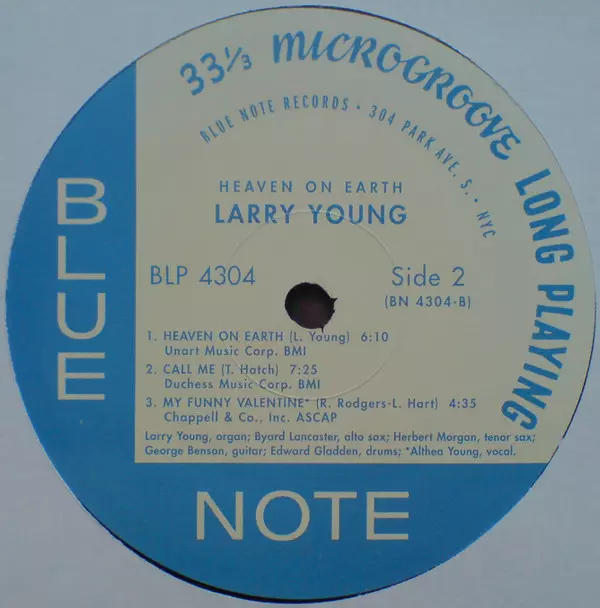 33⅓ MICROGROOVE LONG PLAYING
BLUE NOTE RECORDS • 304 PARK AVE. S. • NYC
HEAVEN ON EARTH
LARRY YOUNG
BLP 4304
Side 2
(BN 4304-B)
1. HEAVEN ON EARTH (L. Young) 6:10
Unart Music Corp. BMI
2. CALL ME (T. Hatch) 7:25
Duchess Music Corp. BMI
3. MY FUNNY VALENTINE* (R. Rodgers-L. Hart) 4:35
Chappell & Co., Inc. ASCAP
Larry Young, organ; Byard Lancaster, alto sax; Herbert Morgan, tenor sax;
George Benson, guitar; Edward Gladden, drums; *Althea Young, vocal.
BLUE
NOTE